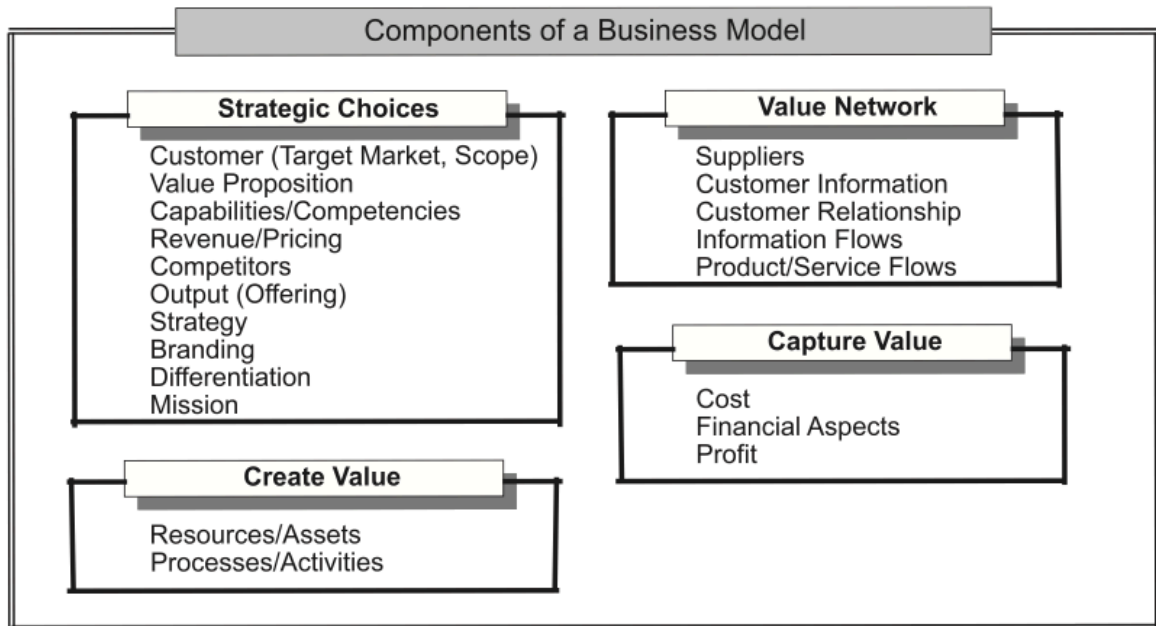 Components of a Business Model
Strategic Choices
Customer (Target Market, Scope)
Value Proposition
Capabilities/Competencies
Revenue/Pricing
Competitors
Output (Offering)
Strategy
Branding
Differentiation
Mission
Create Value
Resources/Assets
Processes/Activities
Value Network
Suppliers
Customer Information
Customer Relationship
Information Flows
Product/Service Flows
Capture Value
Cost
Financial Aspects
Profit